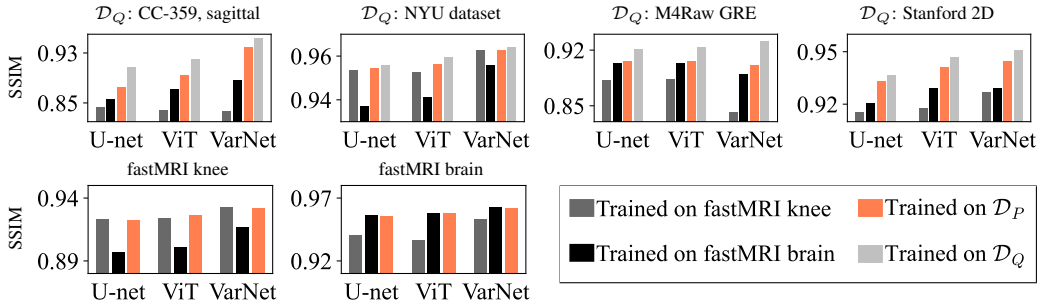 𝒟_Q: CC-359, sagittal
𝒟_Q: NYU dataset
𝒟_Q: M4Raw GRE
𝒟_Q: Stanford 2D
SSIM
0.93
0.85
U-net ViT VarNet
0.96
0.94
U-net ViT VarNet
0.92
0.85
U-net ViT VarNet
0.95
0.92
U-net ViT VarNet
fastMRI knee
fastMRI brain
SSIM
0.94
0.89
U-net ViT VarNet
0.97
0.92
U-net ViT VarNet
Trained on fastMRI knee
Trained on fastMRI brain
Trained on 𝒟_P
Trained on 𝒟_Q